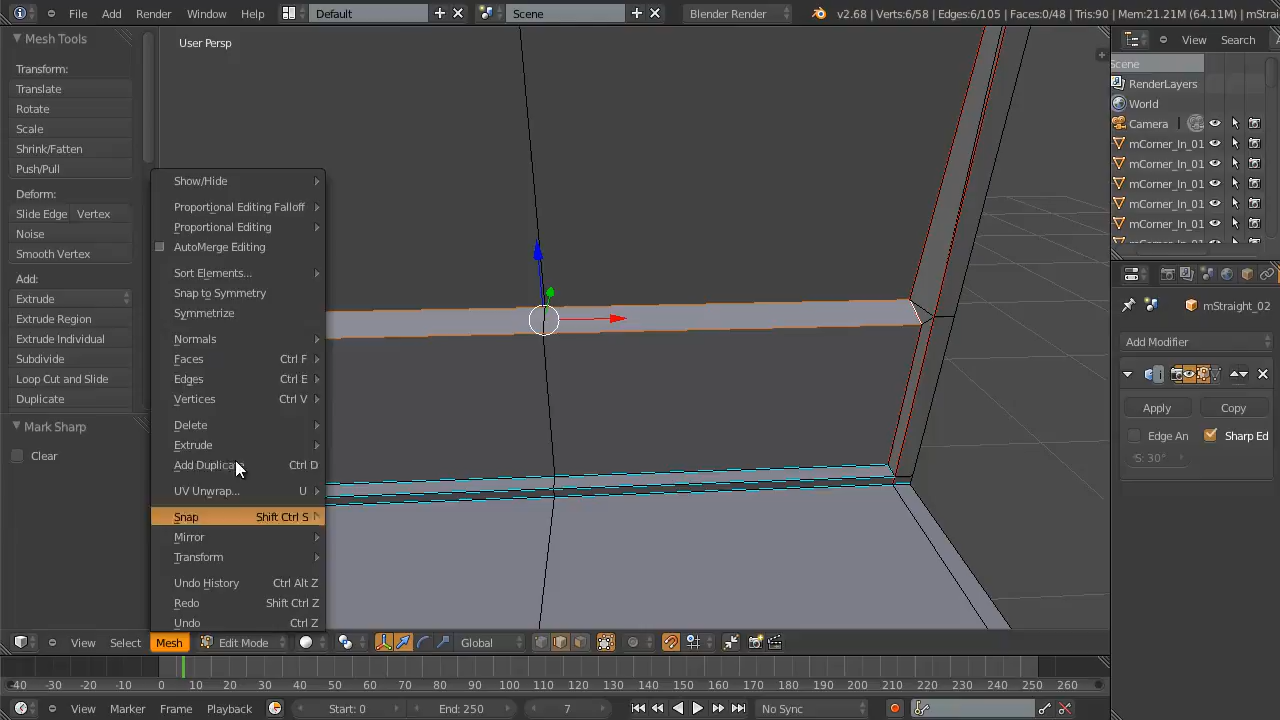 File Add Render Window Help Default Scene Blender Render v2.68 | Verts:6/58 | Edges:6/105 | Faces:0/48 | Tris:90 | Mem:21.21M (64.11M) | mStrai
Mesh Tools
Transform:
Translate
Rotate
Scale
Shrink/Fatten
Push/Pull
Deform:
Slide Edge Vertex
Noise
Smooth Vertex
Add:
Extrude
Extrude Region
Extrude Individual
Subdivide
Loop Cut and Slide
Duplicate
Mark Sharp
Clear
User Persp
Show/Hide
Proportional Editing Falloff
Proportional Editing
AutoMerge Editing
Sort Elements...
Snap to Symmetry
Symmetrize
Normals
Faces Ctrl F
Edges Ctrl E
Vertices Ctrl V
Delete
Extrude
Add Duplicate Ctrl D
UV Unwrap... U
Snap Shift Ctrl S
Mirror
Transform
Undo History Ctrl Alt Z
Redo Shift Ctrl Z
Undo Ctrl Z
View Select Mesh Edit Mode Global
View Search
Scene
RenderLayers
World
Camera |
mCorner_In_01
mCorner_In_01
mCorner_In_01
mCorner_In_01
mCorner_In_01
mStraight_02
Add Modifier
Apply Copy
Edge An Sharp Ed
S: 30°
-40 -30 -20 -10 0 10 20 30 40 50 60 70 80 90 100 110 120 130 140 150 160 170 180 190 200 210 220 230 240 250 260
View Marker Frame Playback Start: 0 End: 250 7 No Sync